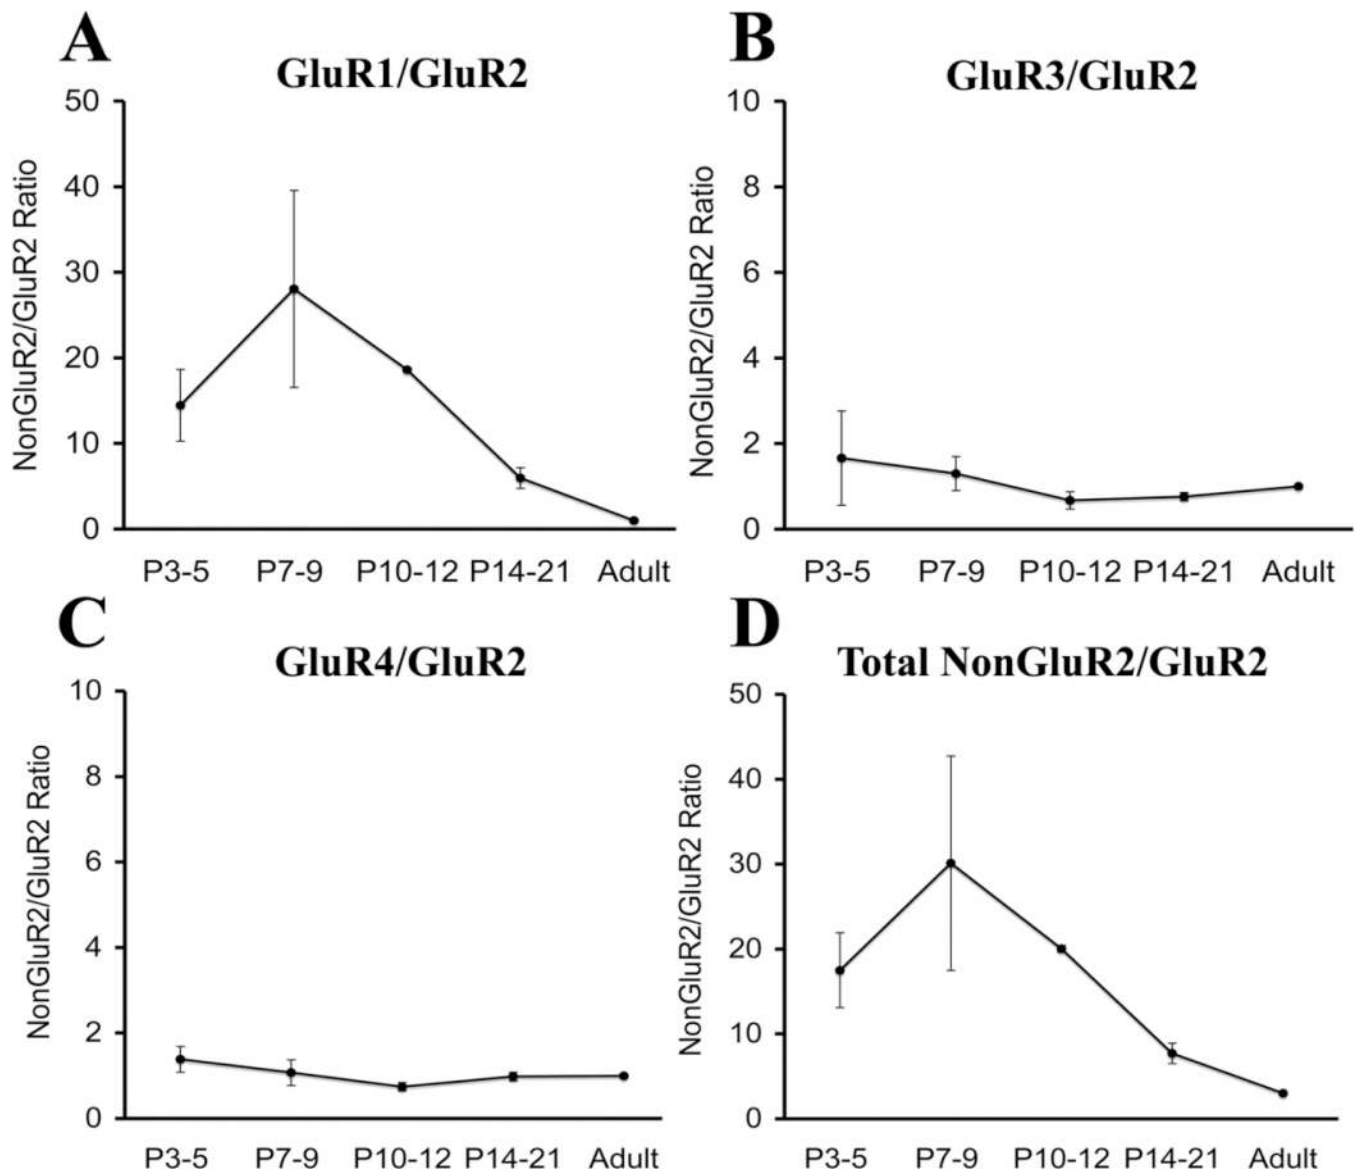 A
GluR1/GluR2
NonGluR2/GluR2 Ratio
50
40
30
20
10
0
P3-5 P7-9 P10-12 P14-21 Adult
B
GluR3/GluR2
NonGluR2/GluR2 Ratio
10
8
6
4
2
0
P3-5 P7-9 P10-12 P14-21 Adult
C
GluR4/GluR2
NonGluR2/GluR2 Ratio
10
8
6
4
2
0
P3-5 P7-9 P10-12 P14-21 Adult
D
Total NonGluR2/GluR2
NonGluR2/GluR2 Ratio
50
40
30
20
10
0
P3-5 P7-9 P10-12 P14-21 Adult